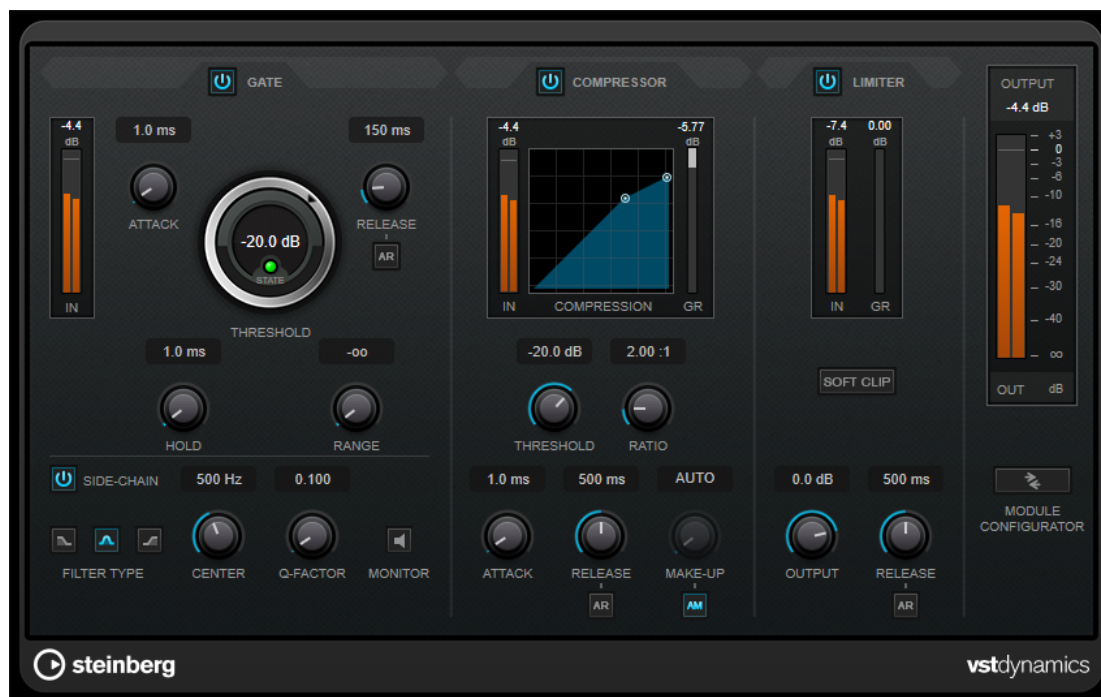 GATE
COMPRESSOR
LIMITER
OUTPUT
-4.4 dB
-4.4
dB
IN
1.0 ms
ATTACK
150 ms
RELEASE
AR
-20.0 dB
STATE
THRESHOLD
1.0 ms
HOLD
-oo
RANGE
SIDE-CHAIN
500 Hz
0.100
FILTER TYPE
CENTER
Q-FACTOR
MONITOR
-4.4
dB
-5.77
dB
IN
COMPRESSION
GR
-20.0 dB
2.00 :1
THRESHOLD
RATIO
1.0 ms
500 ms
AUTO
ATTACK
RELEASE
MAKE-UP
AR
AM
-7.4
0.00
dB
dB
IN
GR
SOFT CLIP
0.0 dB
500 ms
OUTPUT
RELEASE
AR
+3
0
-3
-6
-10
-16
-20
-24
-30
-40
∞
OUT
dB
MODULE
CONFIGURATOR
steinberg
vstdynamics